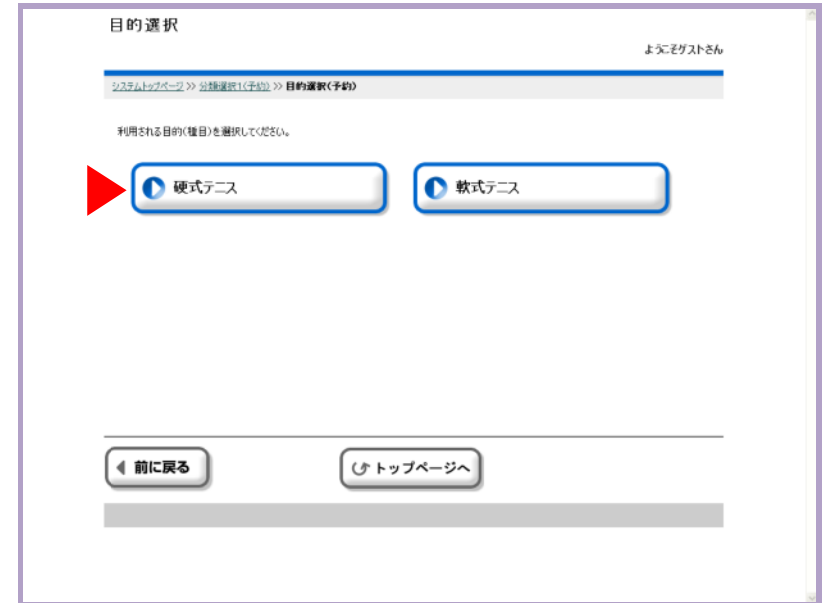 目的選択
ようこそゲストさん
システムトップページ >> 分類選択1(予約) >> 目的選択(予約)
利用される目的(種目)を選択してください。
硬式テニス
軟式テニス
前に戻る
トップページへ